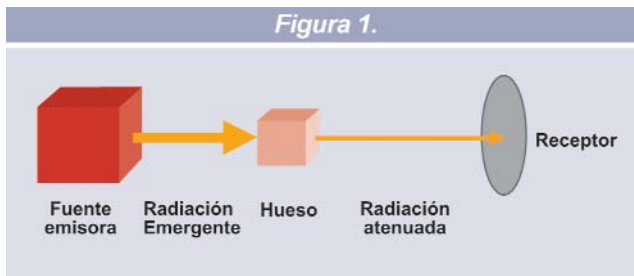 Figura 1.
Receptor
Fuente
emisora
Radiación
Emergente
Hueso
Radiación
atenuada